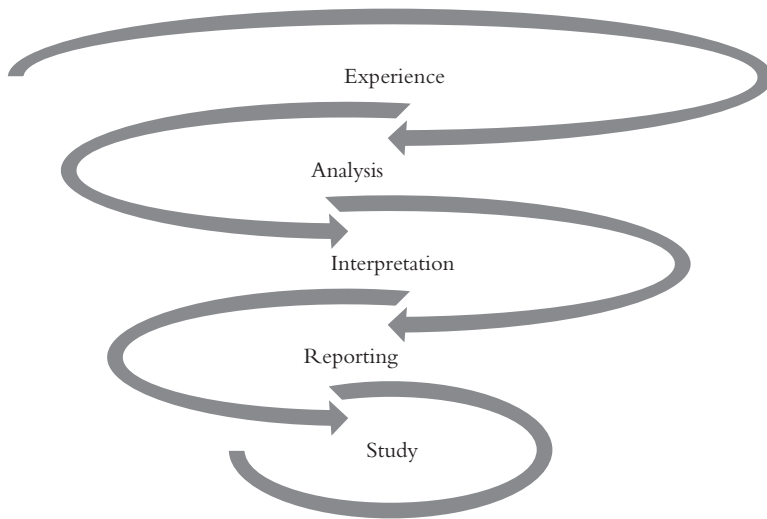 Experience
Analysis
Interpretation
Reporting
Study